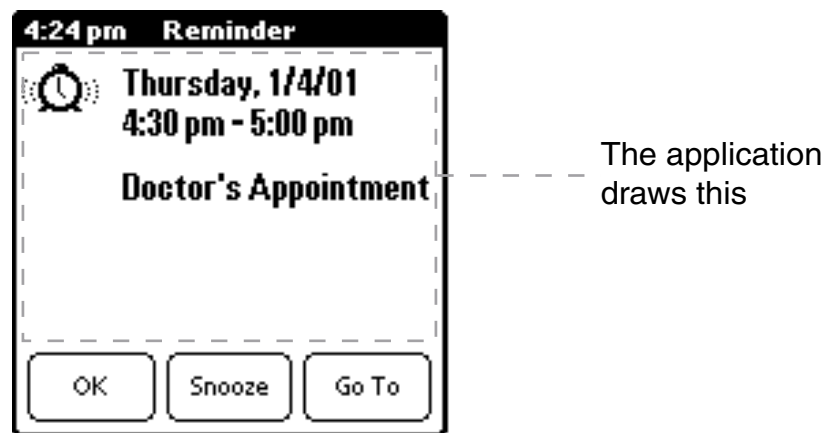 4:24 pm Reminder
Thursday, 1/4/01
4:30 pm - 5:00 pm
Doctor's Appointment
The application
draws this
OK Snooze Go To